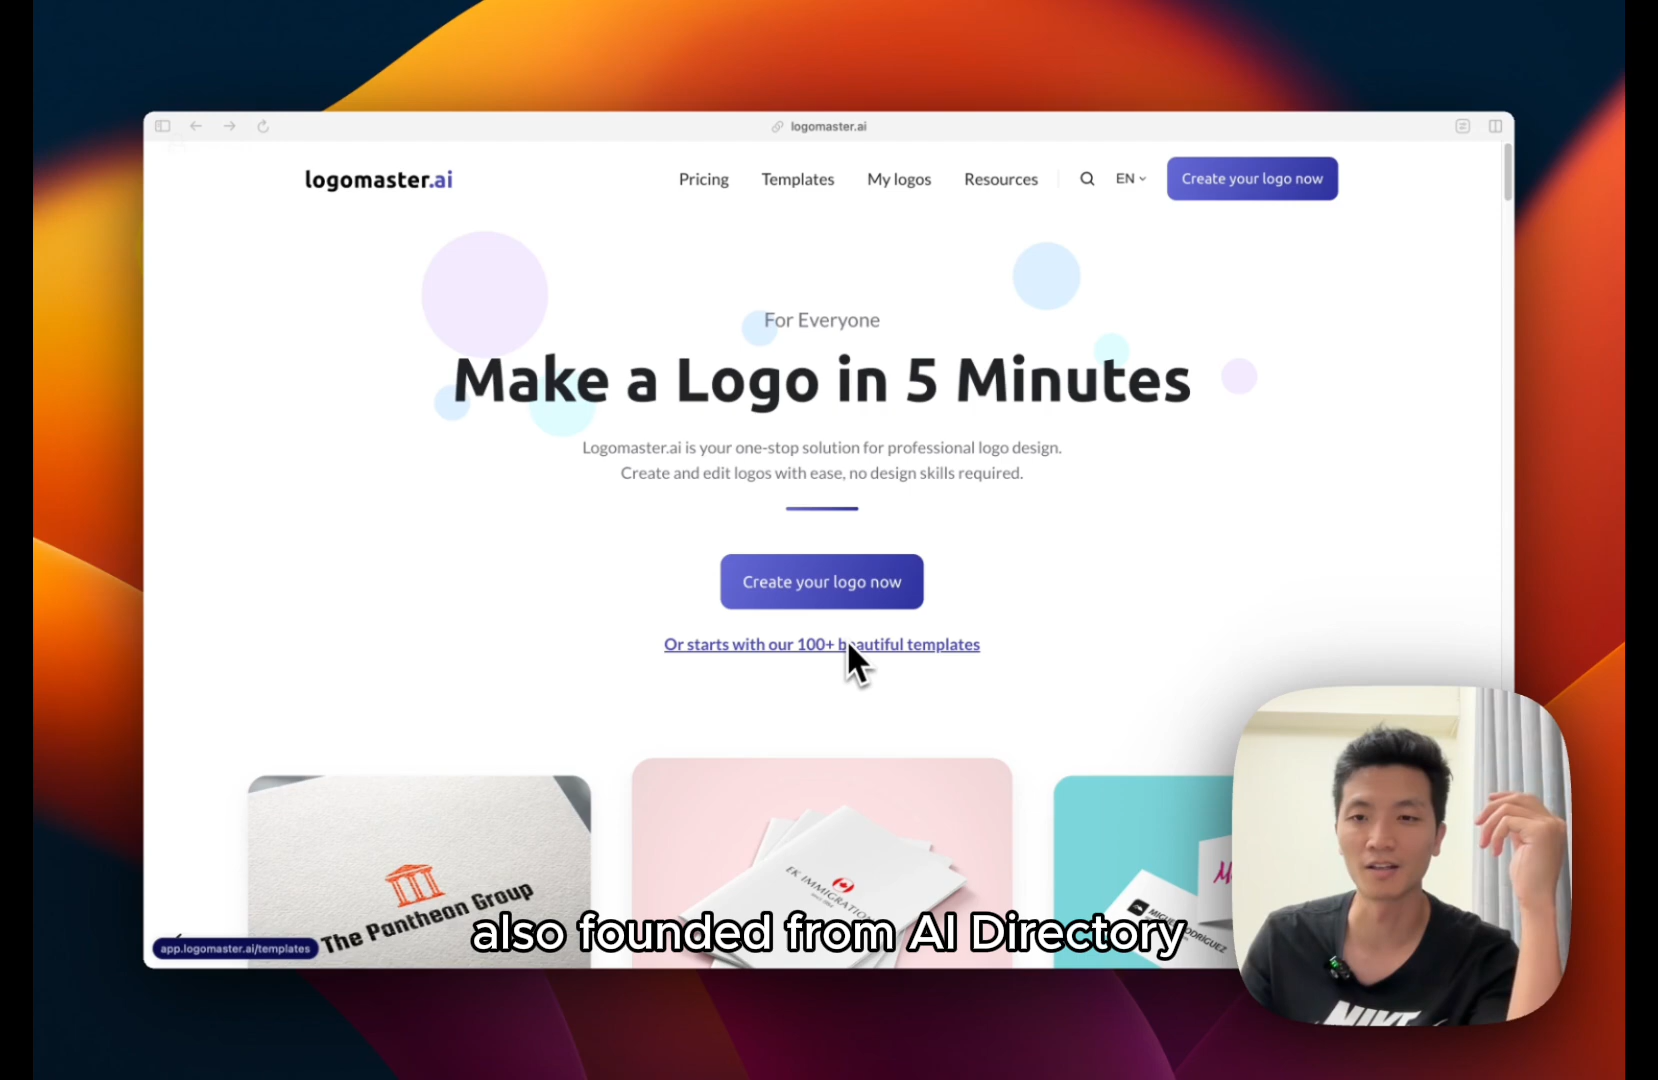 logomaster.ai
logomaster.ai
Pricing
Templates
My logos
Resources
EN
Create your logo now
For Everyone
Make a Logo in 5 Minutes
Logomaster.ai is your one-stop solution for professional logo design.
Create and edit logos with ease, no design skills required.
Create your logo now
Or starts with our 100+ beautiful templates
The Pantheon Group
EK IMMIGRATION
also founded from AI Directory
app.logomaster.ai/templates
NIKE